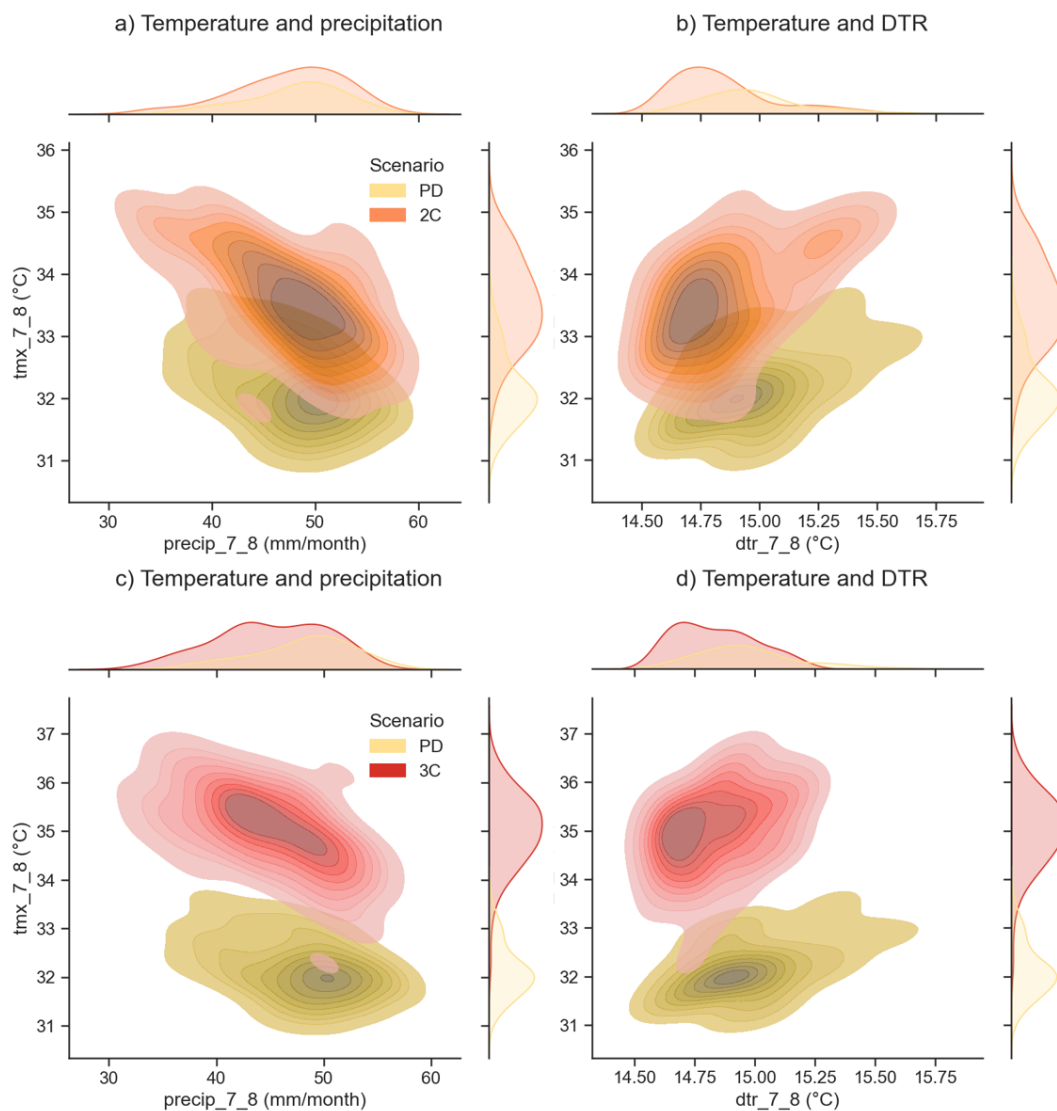 a) Temperature and precipitation
b) Temperature and DTR
36
35
34
33
32
31
tmx_7_8 (°C)
Scenario
PD
2C
30
40
50
60
precip_7_8 (mm/month)
14.50
14.75
15.00
15.25
15.50
15.75
dtr_7_8 (°C)
c) Temperature and precipitation
d) Temperature and DTR
37
36
35
34
33
32
31
tmx_7_8 (°C)
Scenario
PD
3C
30
40
50
60
precip_7_8 (mm/month)
14.50
14.75
15.00
15.25
15.50
15.75
dtr_7_8 (°C)